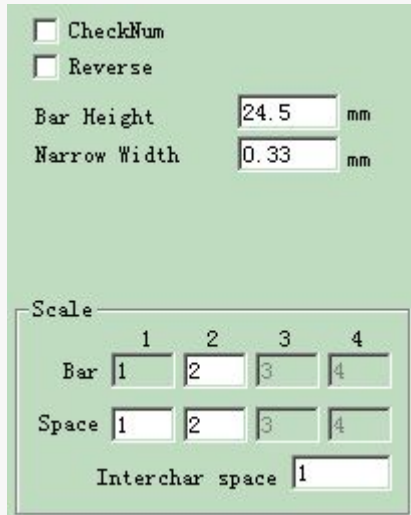 CheckNum
Reverse
Bar Height 24.5 mm
Narrow Width 0.33 mm
Scale
1 2 3 4
Bar 1 2 3 4
Space 1 2 3 4
Interchar space 1